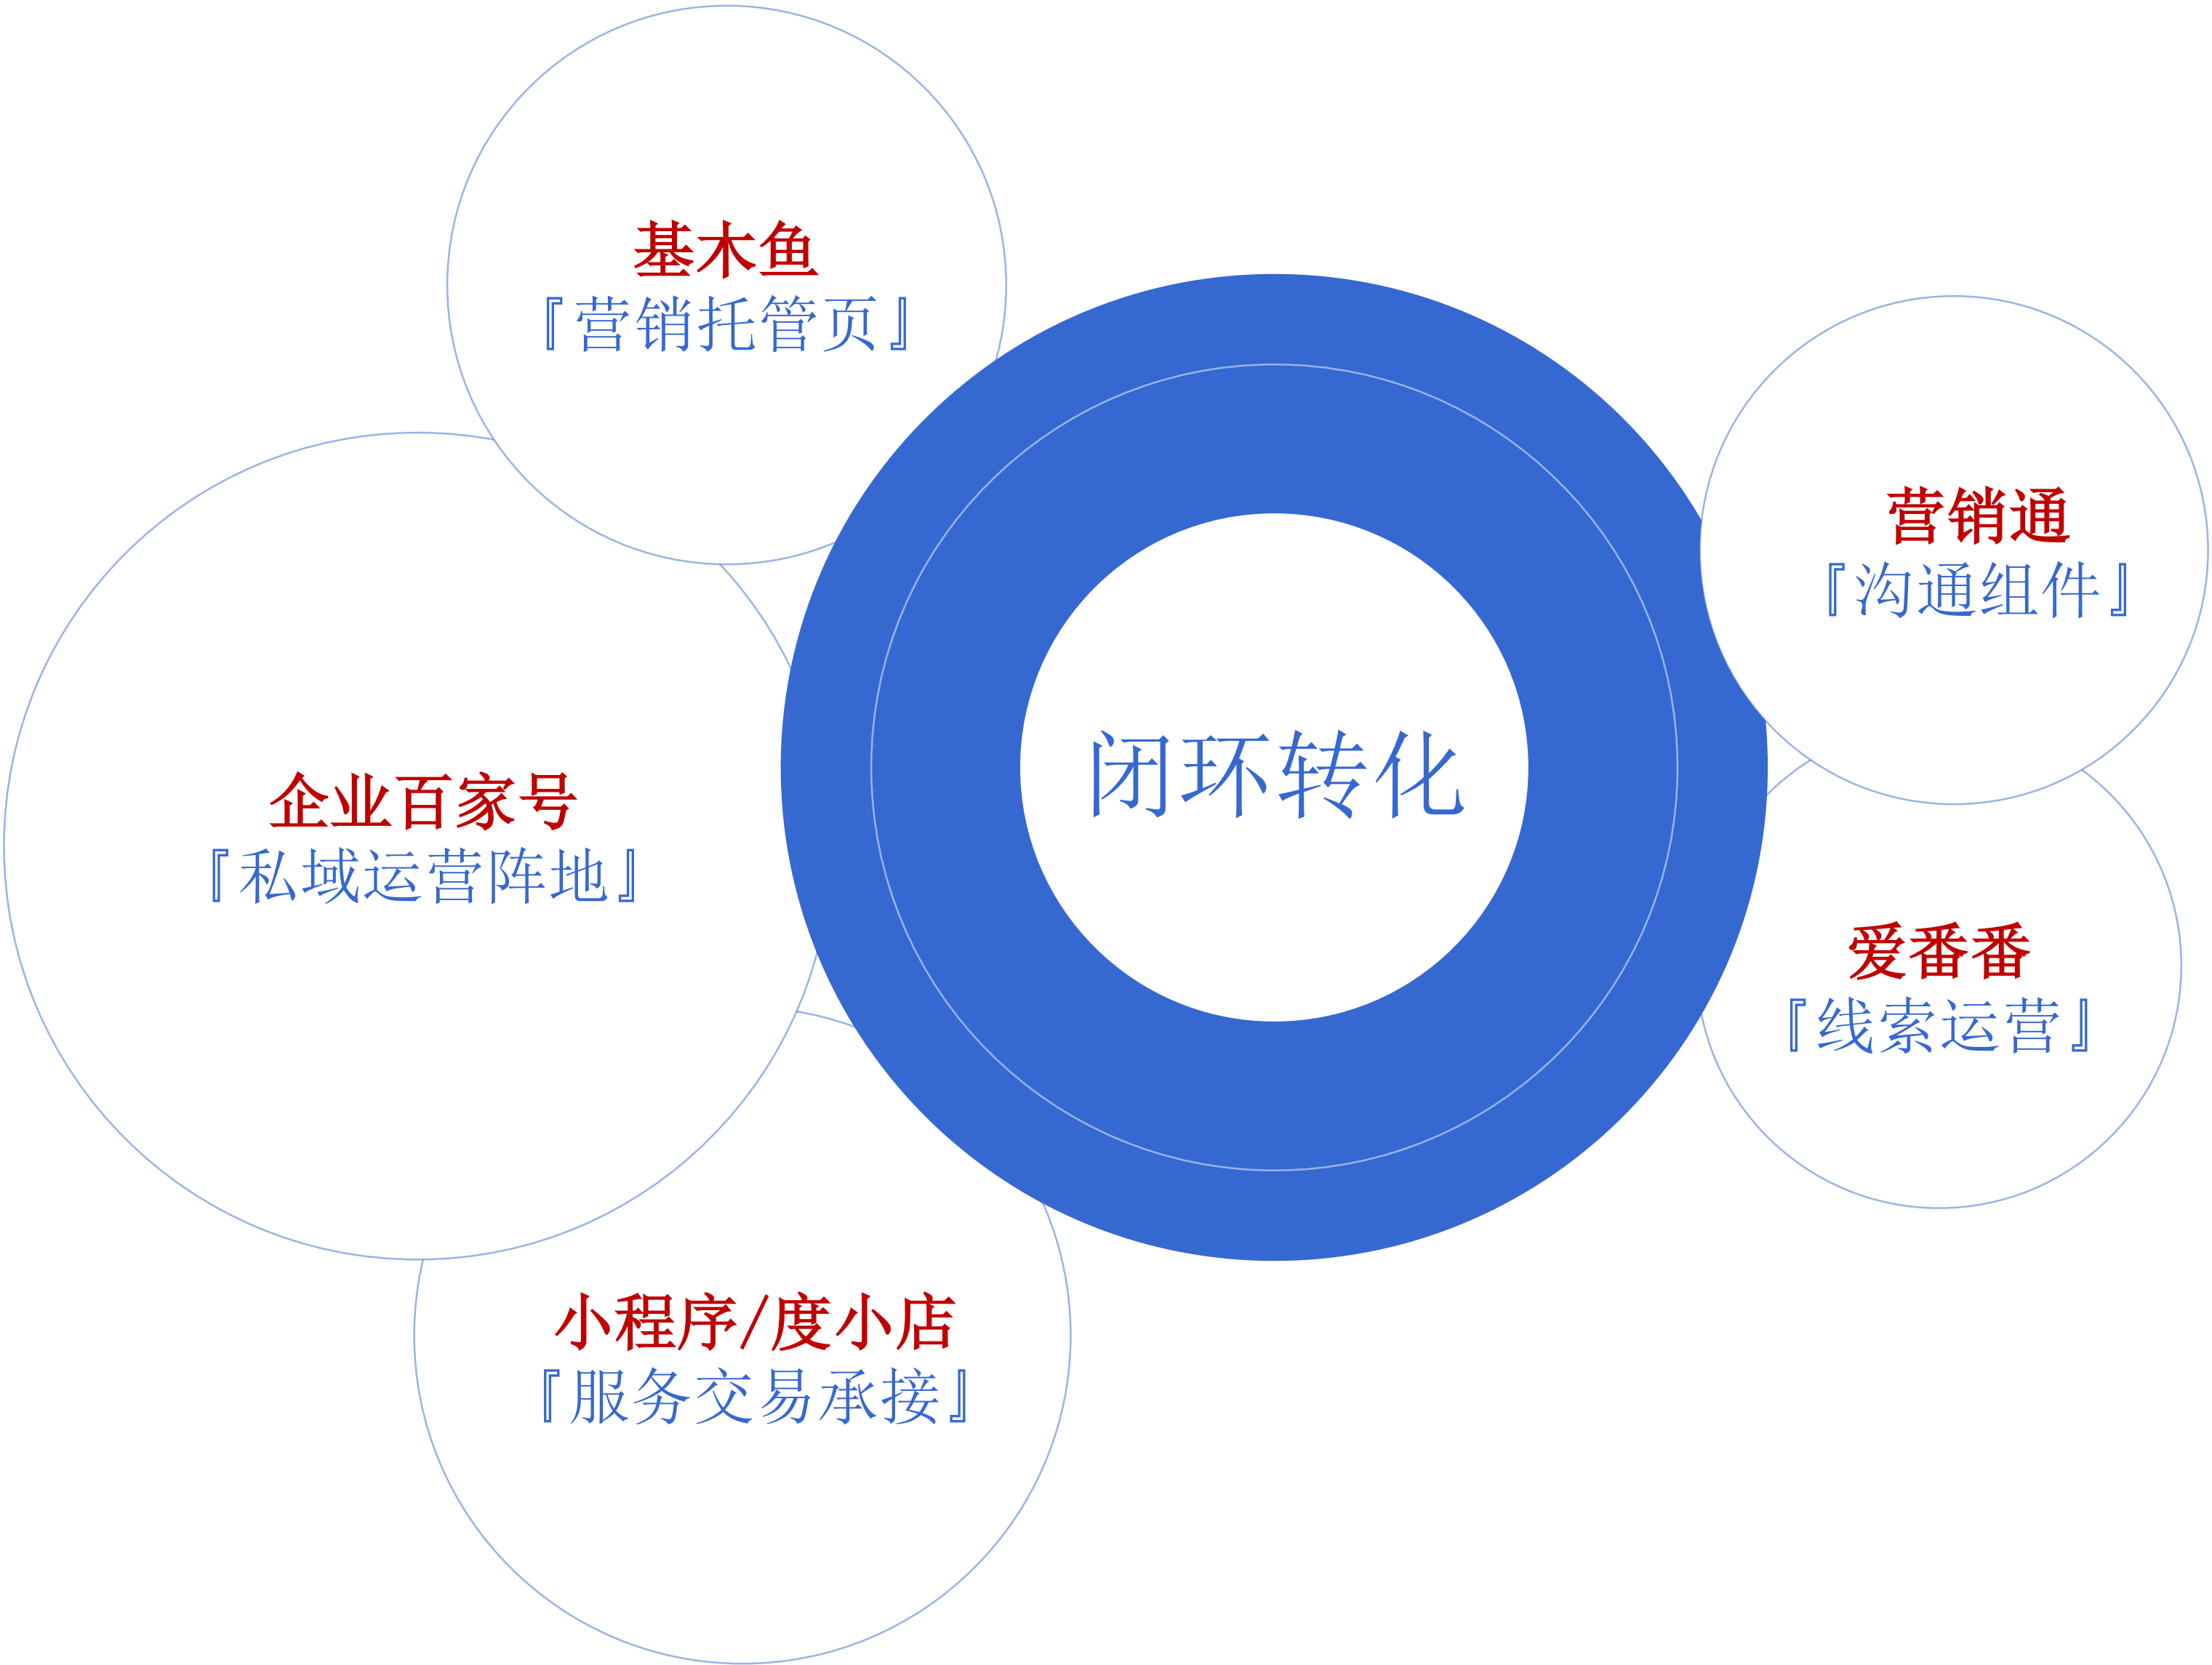 基木鱼
『营销托管页』
营销通
『沟通组件』
闭环转化
企业百家号
『私域运营阵地』
爱番番
『线索运营』
小程序/度小店
『服务交易承接』